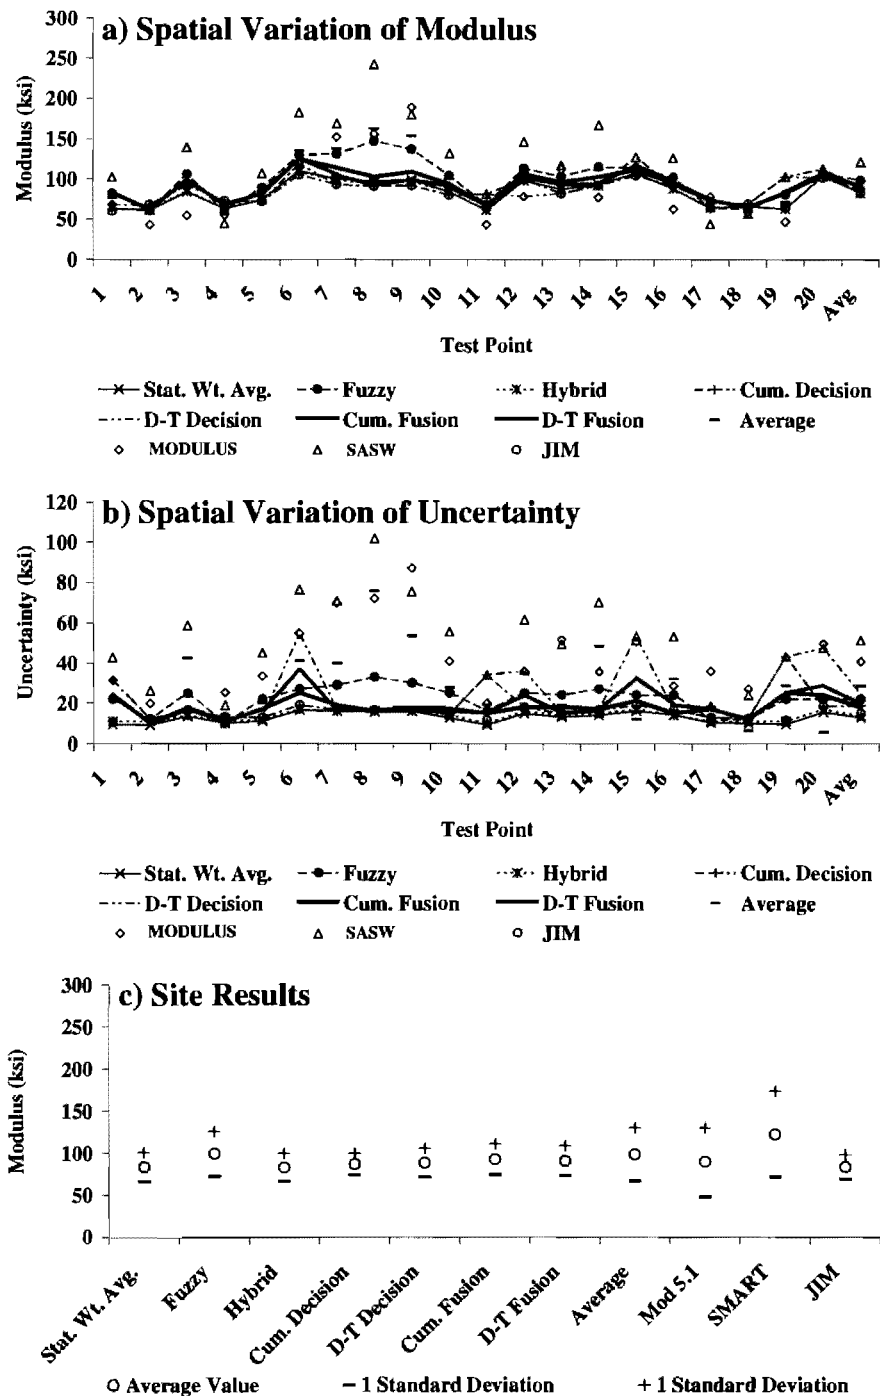 a) Spatial Variation of Modulus
300
250
200
150
100
50
0
Modulus (ksi)
1 2 3 4 5 6 7 8 9 10 11 12 13 14 15 16 17 18 19 20 Avg
Test Point
Stat. Wt. Avg. Fuzzy Hybrid Cum. Decision
D-T Decision Cum. Fusion D-T Fusion Average
MODULUS SASW JIM
b) Spatial Variation of Uncertainty
120
100
80
60
40
20
0
Uncertainty (ksi)
1 2 3 4 5 6 7 8 9 10 11 12 13 14 15 16 17 18 19 20 Avg
Test Point
Stat. Wt. Avg. Fuzzy Hybrid Cum. Decision
D-T Decision Cum. Fusion D-T Fusion Average
MODULUS SASW JIM
c) Site Results
300
250
200
150
100
50
0
Modulus (ksi)
Stat. Wt. Avg. Fuzzy Hybrid Cum. Decision D-T Decision Cum. Fusion D-T Fusion Average Mod 5.1 SMART JIM
O Average Value – 1 Standard Deviation + 1 Standard Deviation